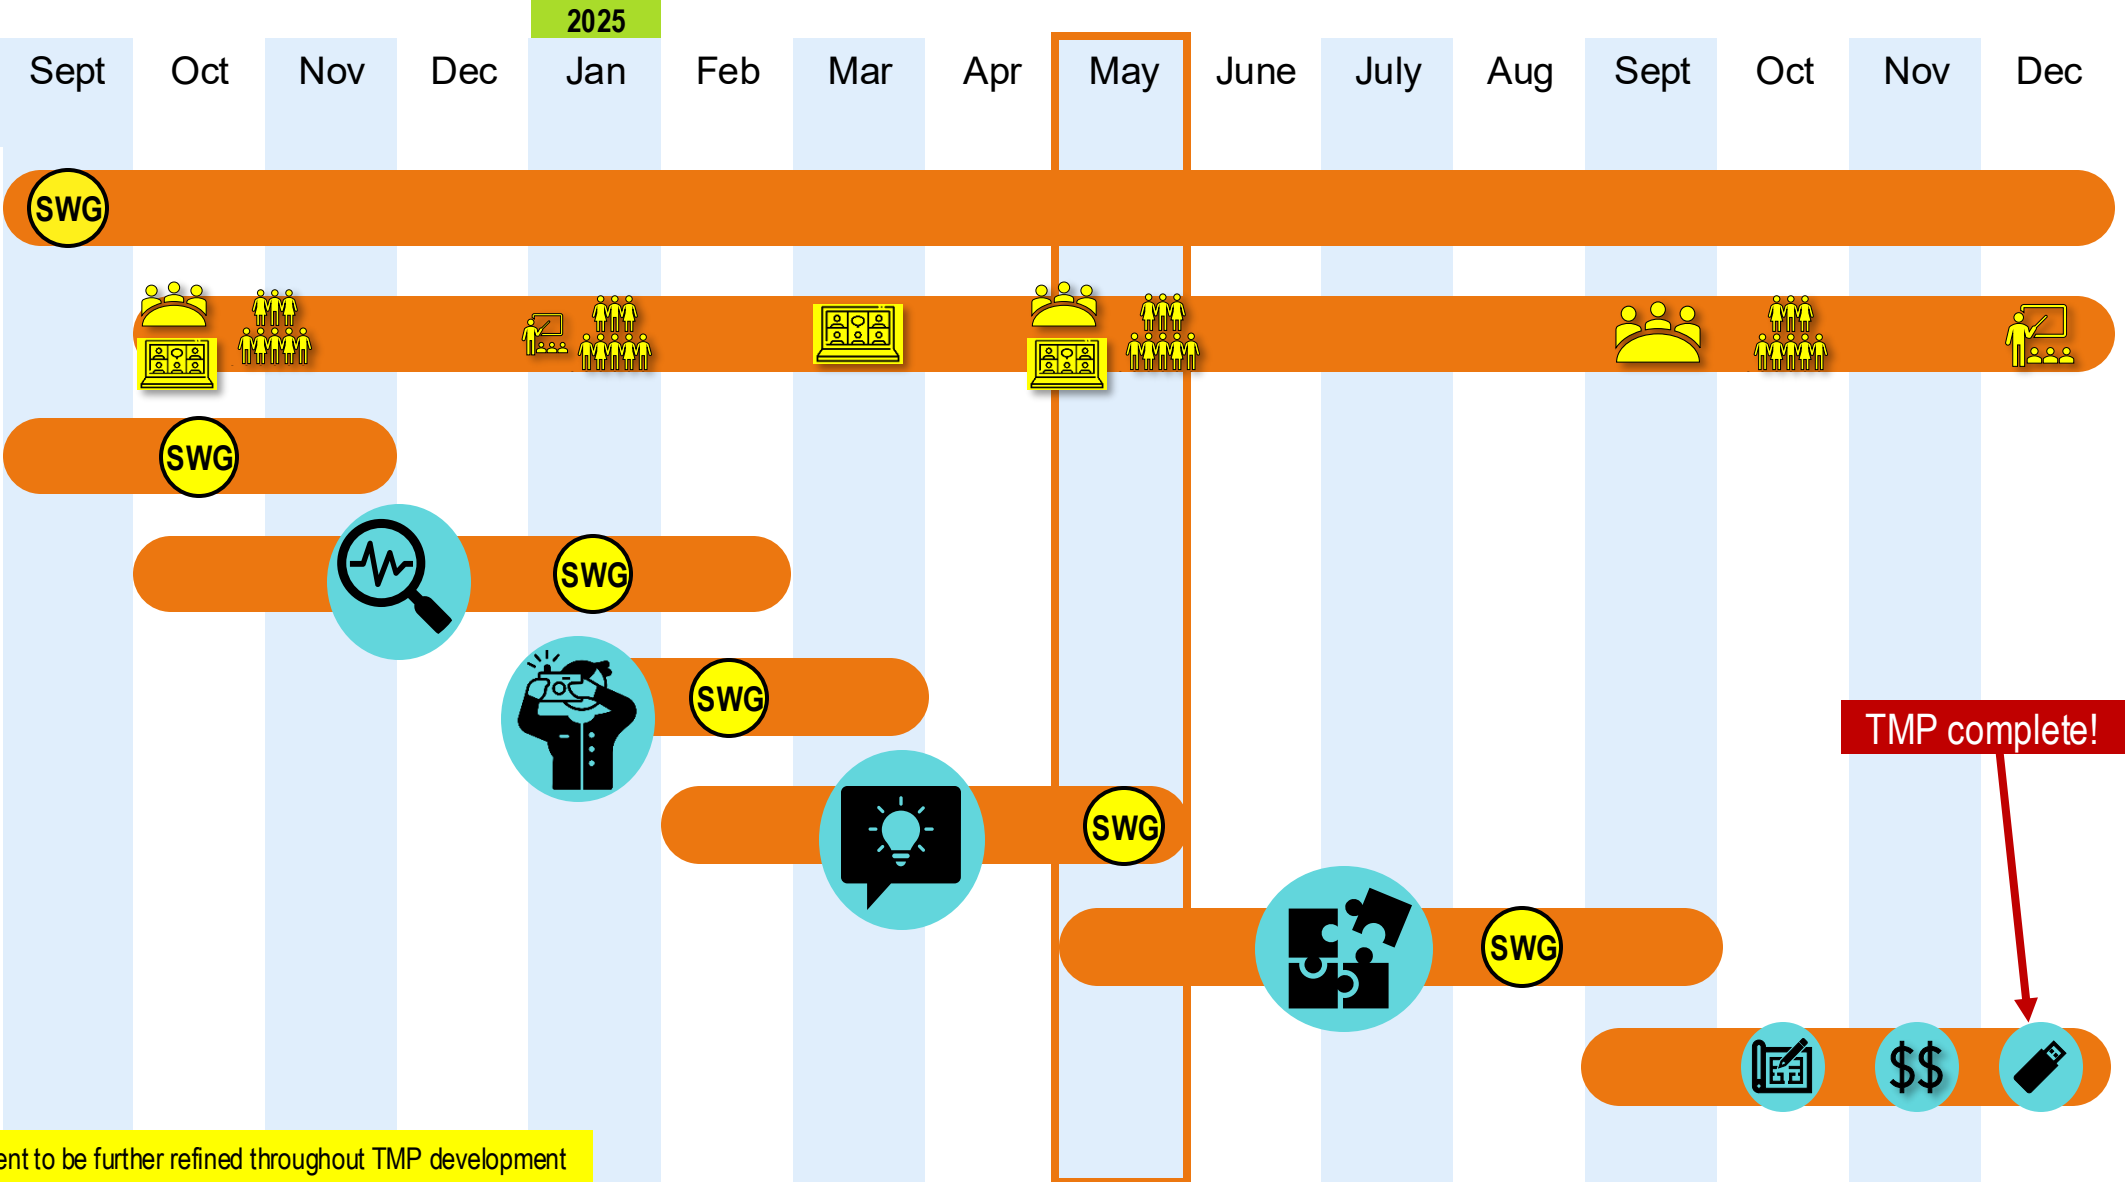 2025
Sept Oct Nov Dec Jan Feb Mar Apr May June July Aug Sept Oct Nov Dec
SWG
SWG
SWG
SWG
TMP complete!
SWG
SWG
$$
to be further refined throughout TMP development